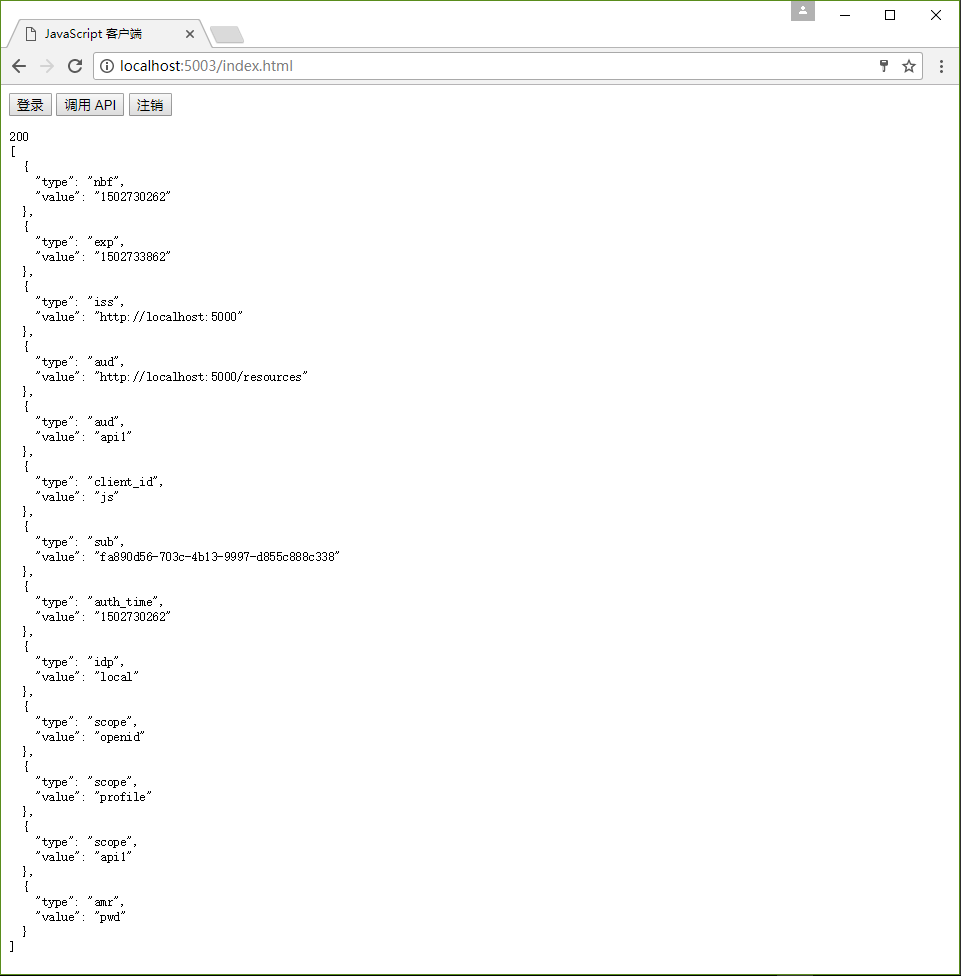 JavaScript 客户端
localhost:5003/index.html
登录 调用 API 注销
200
[
  {
    "type": "nbf",
    "value": "1502730262"
  },
  {
    "type": "exp",
    "value": "1502733862"
  },
  {
    "type": "iss",
    "value": "http://localhost:5000"
  },
  {
    "type": "aud",
    "value": "http://localhost:5000/resources"
  },
  {
    "type": "aud",
    "value": "api1"
  },
  {
    "type": "client_id",
    "value": "js"
  },
  {
    "type": "sub",
    "value": "fa890d56-703c-4b13-9997-d855c888c338"
  },
  {
    "type": "auth_time",
    "value": "1502730262"
  },
  {
    "type": "idp",
    "value": "local"
  },
  {
    "type": "scope",
    "value": "openid"
  },
  {
    "type": "scope",
    "value": "profile"
  },
  {
    "type": "scope",
    "value": "api1"
  },
  {
    "type": "amr",
    "value": "pwd"
  }
]